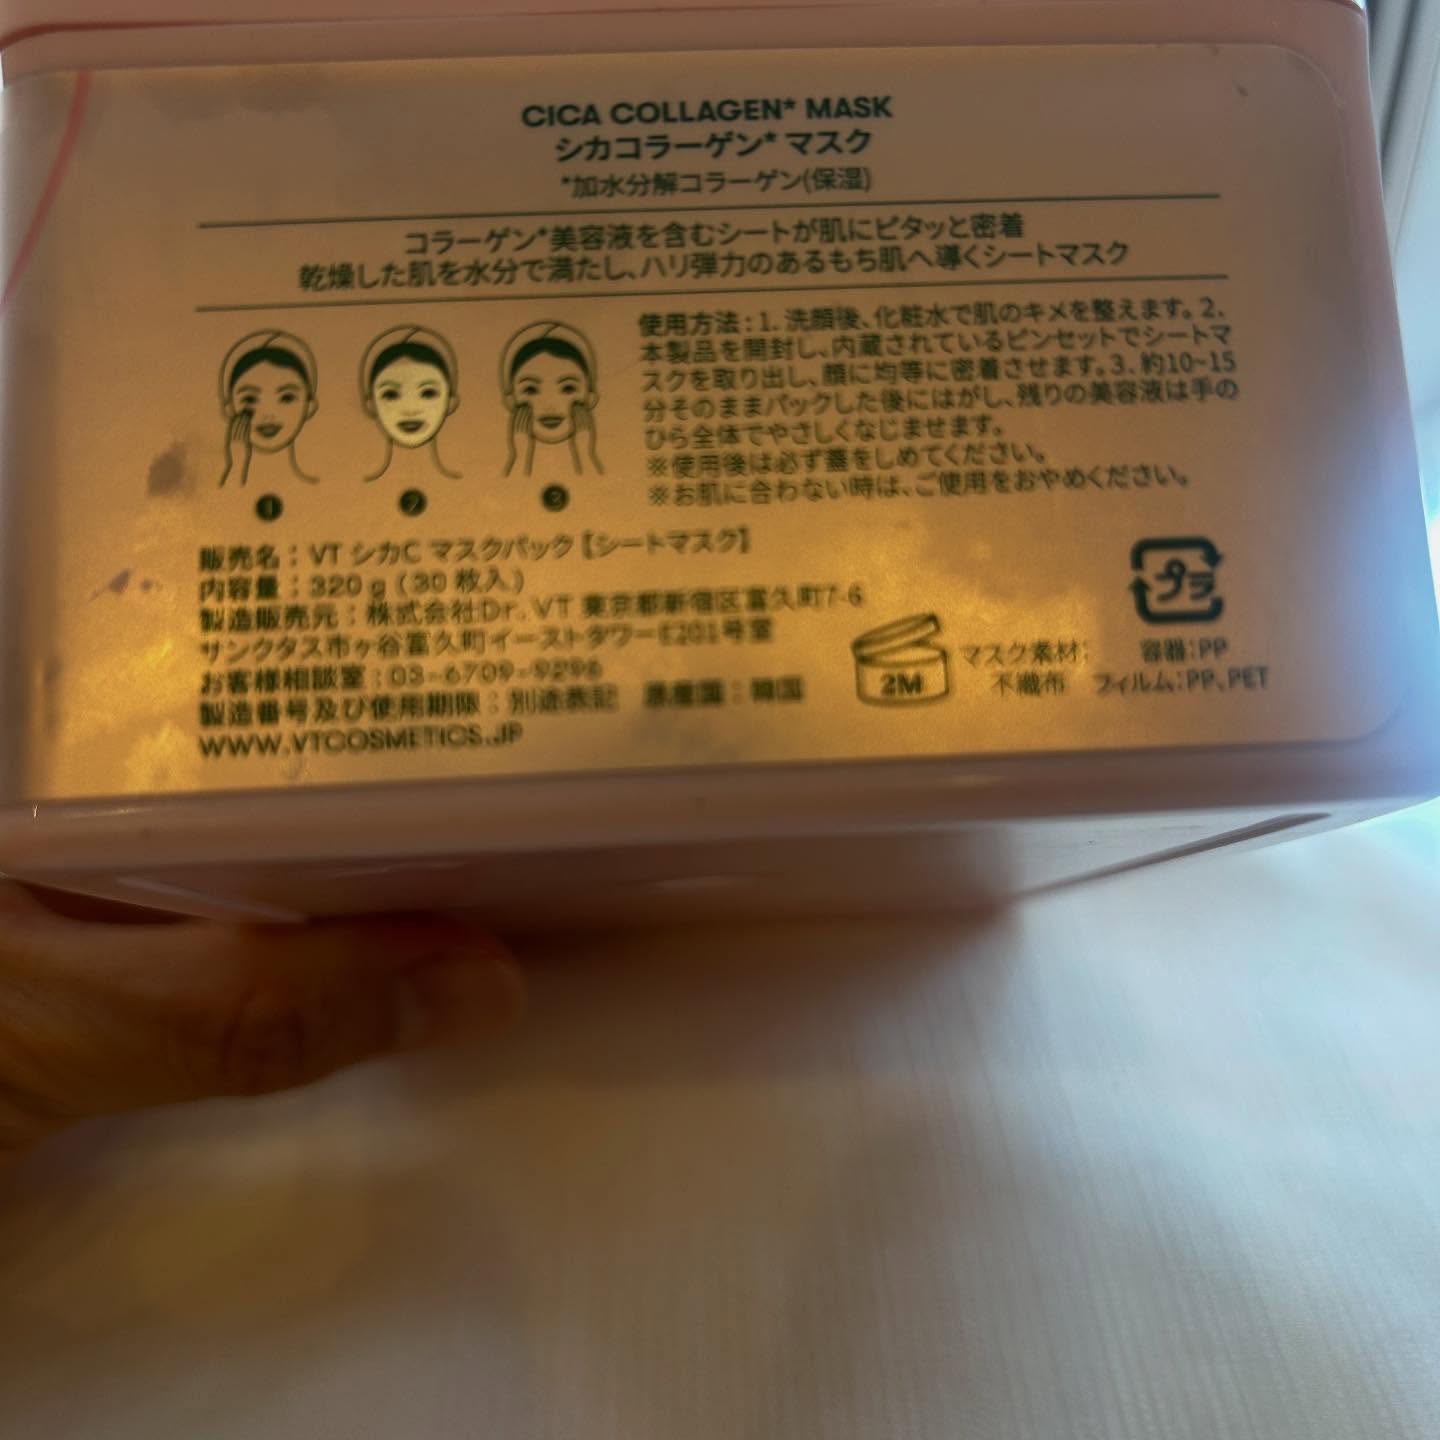 CICA COLLAGEN* MASK
シカコラーゲン* マスク
*加水分解コラーゲン(保湿)
コラーゲン*美容液を含むシートが肌にピタッと密着
乾燥した肌を水分で満たし、ハリ弾力のあるもち肌へ導くシートマスク
使用方法：1. 洗顔後、化粧水で肌のキメを整えます。2.
本製品を開封し、内蔵されているピンセットでシートマ
スクを取り出し、顔に均等に密着させます。3. 約10~15
分そのままパックした後にはがし、残りの美容液は手の
ひら全体でやさしくなじませます。
※使用後は必ず蓋をしめてください。
※お肌に合わない時は、ご使用をおやめください。
1
2
3
販売名：VT シカC マスクパック【シートマスク】
内容量：320 g (30 枚入)
製造販売元：株式会社Dr. VT 東京都新宿区富久町7-6
サンクタス市ヶ谷富久町イーストタワーE201号室
お客様相談室：03-6709-9296
製造番号及び使用期限：別途表記 原産国：韓国
WWW.VTCOSMETICS.JP
2M
マスク素材:
不織布
プラ
容器:PP
フィルム:PP、PET